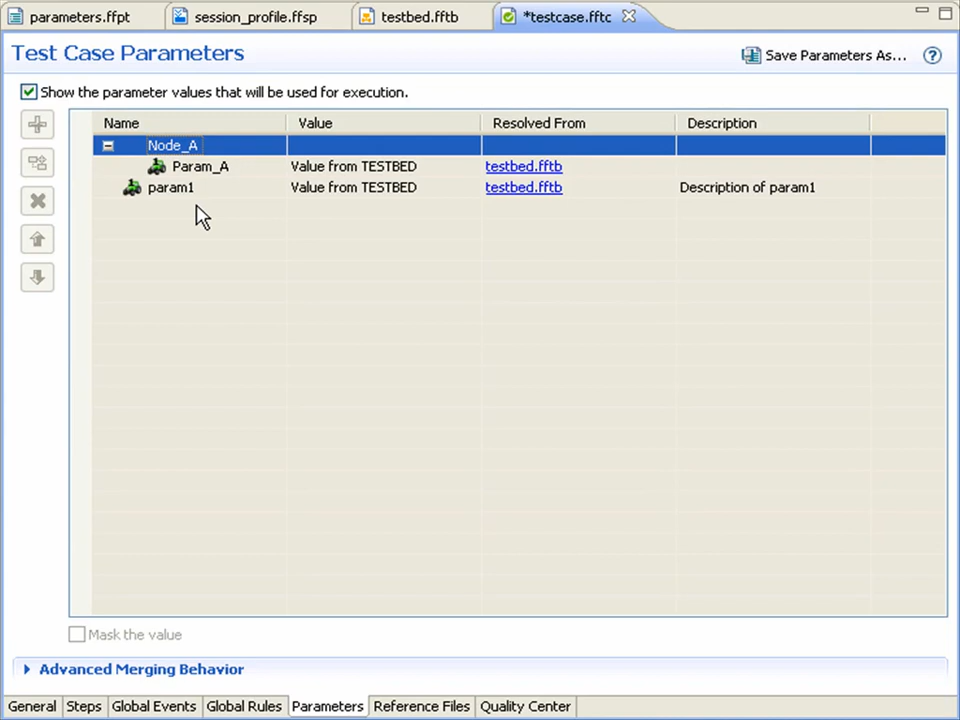 parameters.ffpt session_profile.ffsp testbed.fftb *testcase.fftc
Test Case Parameters Save Parameters As...
Show the parameter values that will be used for execution.
Name Value Resolved From Description
Node_A
Param_A Value from TESTBED testbed.fftb
param1 Value from TESTBED testbed.fftb Description of param1
Mask the value
Advanced Merging Behavior
General Steps Global Events Global Rules Parameters Reference Files Quality Center